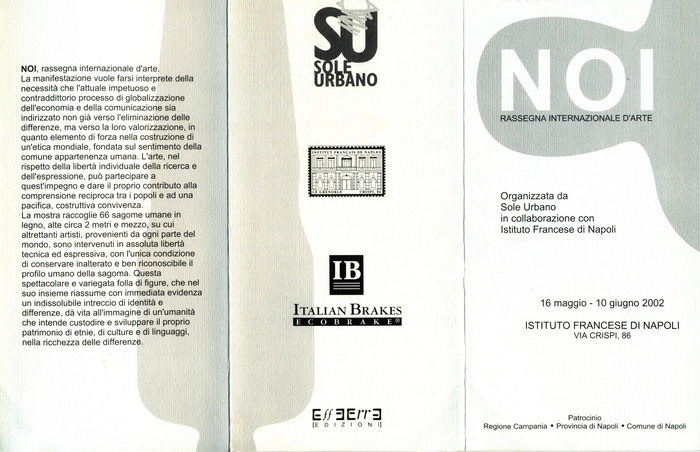 NOI, rassegna internazionale d'arte.
La manifestazione vuole farsi interprete della
necessità che l'attuale impetuoso e
contraddittorio processo di globalizzazione
dell'economia e della comunicazione sia
indirizzato non già verso l'eliminazione delle
differenze, ma verso la loro valorizzazione, in
quanto elemento di forza nella costruzione di
un'etica mondiale, fondata sul sentimento della
comune appartenenza umana. L'arte, nel
rispetto della libertà individuale della ricerca e
dell'espressione, può partecipare a
quest'impegno e dare il proprio contributo alla
comprensione reciproca tra i popoli e ad una
pacifica, costruttiva convivenza.
La mostra raccoglie 66 sagome umane in
legno, alte circa 2 metri e mezzo, su cui
altrettanti artisti, provenienti da ogni parte del
mondo, sono intervenuti in assoluta libertà
tecnica ed espressiva, con l'unica condizione
di conservare inalterato e ben riconoscibile il
profilo umano della sagoma. Questa
spettacolare e variegata folla di figure, che nel
suo insieme riassume con immediata evidenza
un indissolubile intreccio di identità e
differenze, dà vita all'immagine di un'umanità
che intende custodire e sviluppare il proprio
patrimonio di etnie, di culture e di linguaggi,
nella ricchezza delle differenze.
SU
SOLE
URBANO
INSTITUT FRANÇAIS DE NAPLES
LE GRENOBLE CRISPI, 86
IB
ITALIAN BRAKES
ECOBRAKE®
EffEErrE
[EDIZIONI]
NOI
RASSEGNA INTERNAZIONALE D'ARTE
Organizzata da
Sole Urbano
in collaborazione con
Istituto Francese di Napoli
16 maggio - 10 giugno 2002
ISTITUTO FRANCESE DI NAPOLI
VIA CRISPI, 86
Patrocinio
Regione Campania • Provincia di Napoli • Comune di Napoli